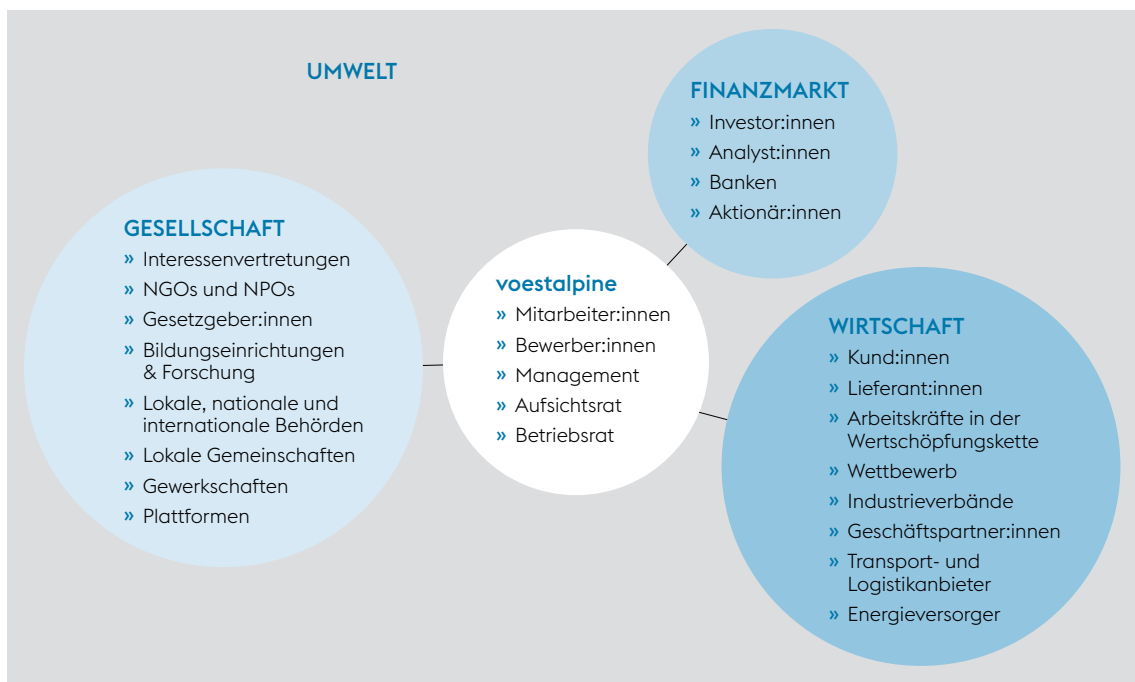 UMWELT
FINANZMARKT
» Investor:innen
» Analyst:innen
» Banken
» Aktionär:innen
GESELLSCHAFT
» Interessenvertretungen
» NGOs und NPOs
» Gesetzgeber:innen
» Bildungseinrichtungen
& Forschung
» Lokale, nationale und
internationale Behörden
» Lokale Gemeinschaften
» Gewerkschaften
» Plattformen
voestalpine
» Mitarbeiter:innen
» Bewerber:innen
» Management
» Aufsichtsrat
» Betriebsrat
WIRTSCHAFT
» Kund:innen
» Lieferant:innen
» Arbeitskräfte in der
Wertschöpfungskette
» Wettbewerb
» Industrieverbände
» Geschäftspartner:innen
» Transport- und
Logistikanbieter
» Energieversorger